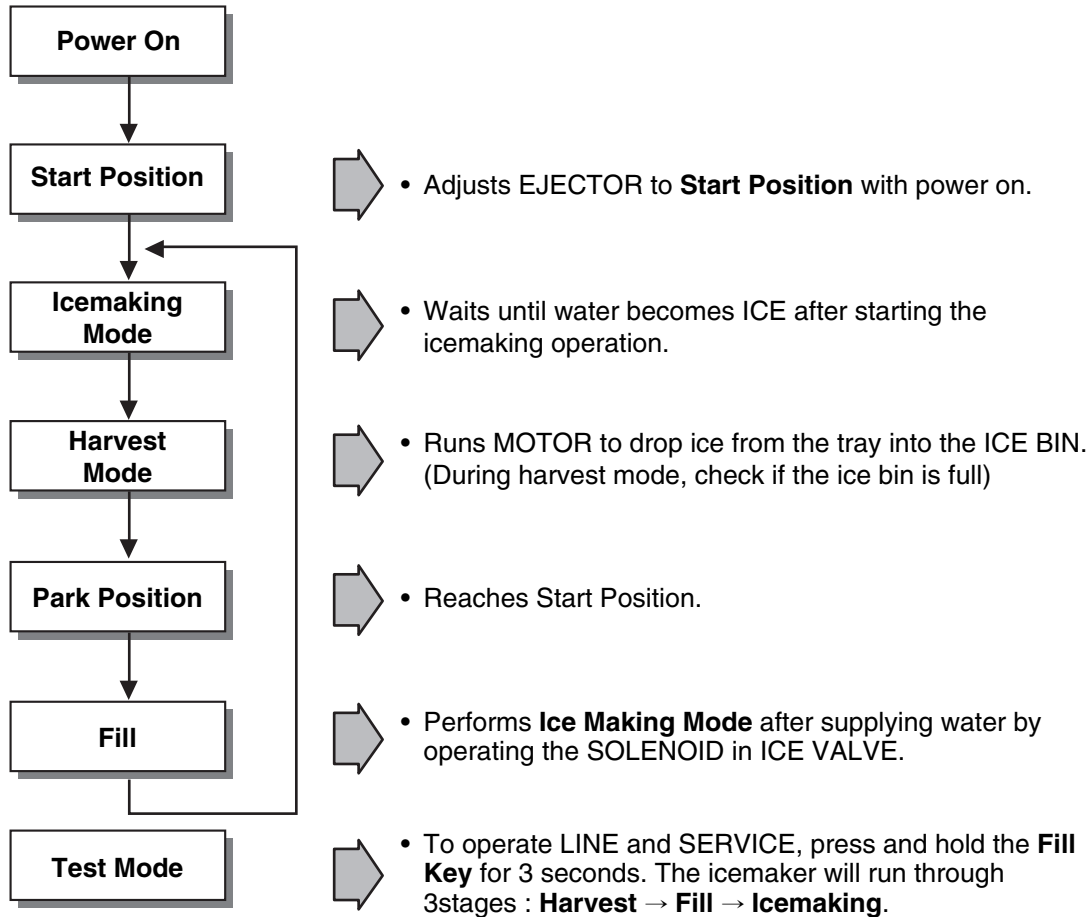 Power On
Start Position
• Adjusts EJECTOR to Start Position with power on.
Icemaking
Mode
• Waits until water becomes ICE after starting the
icemaking operation.
Harvest
Mode
• Runs MOTOR to drop ice from the tray into the ICE BIN.
(During harvest mode, check if the ice bin is full)
Park Position
• Reaches Start Position.
Fill
• Performs Ice Making Mode after supplying water by
operating the SOLENOID in ICE VALVE.
Test Mode
• To operate LINE and SERVICE, press and hold the Fill
Key for 3 seconds. The icemaker will run through
3stages : Harvest → Fill → Icemaking.